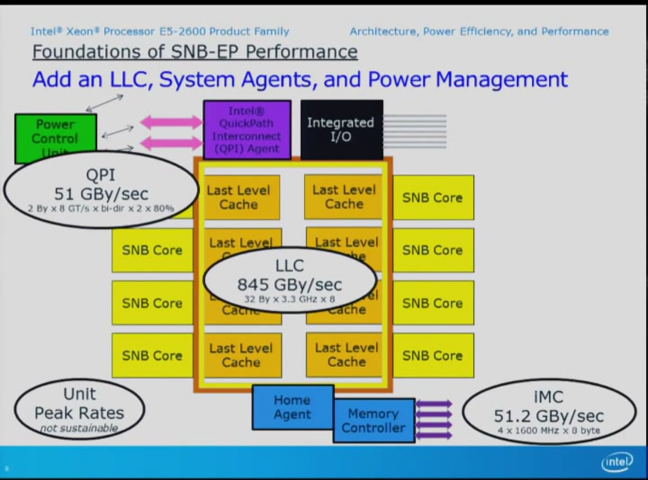 Intel® Xeon® Processor E5-2600 Product Family
Architecture, Power Efficiency, and Performance
Foundations of SNB-EP Performance
Add an LLC, System Agents, and Power Management
Power
Control
Unit
Intel®
QuickPath
Interconnect
(QPI) Agent
Integrated
I/O
QPI
51 GBy/sec
2 By x 8 GT/s x bi-dir x 2 x 80%
Last Level
Cache
Last Level
Cache
SNB Core
SNB Core
Last Level
Last Level
SNB Core
LLC
845 GBy/sec
32 By x 3.3 GHz x 8
SNB Core
Cache
Cache
SNB Core
SNB Core
Last Level
Cache
Last Level
Cache
SNB Core
Unit
Peak Rates
not sustainable
Home
Agent
Memory
Controller
iMC
51.2 GBy/sec
4 x 1600 MHz x 8 byte
8
intel